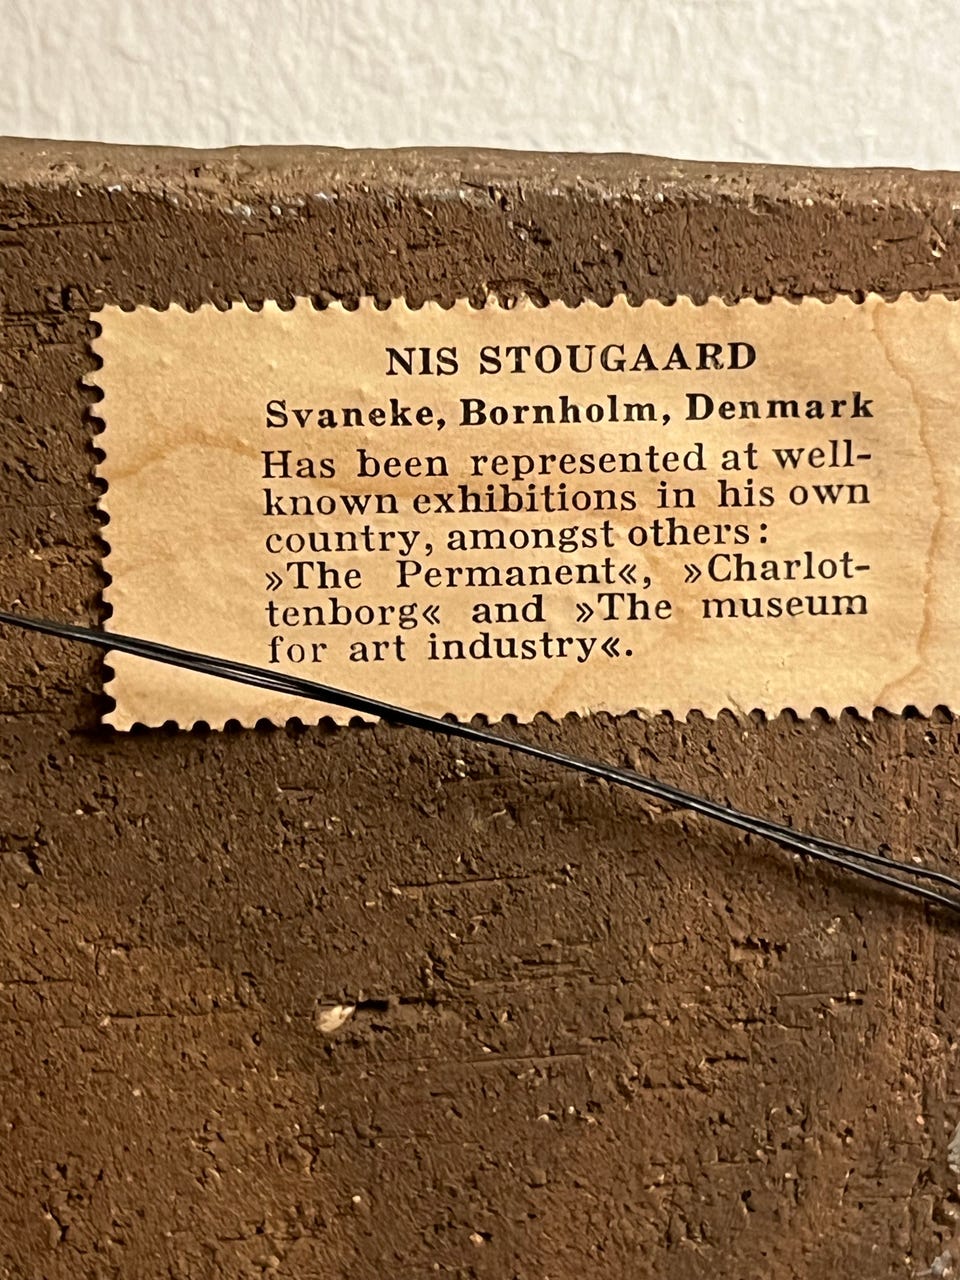 NIS STOUGAARD
Svaneke, Bornholm, Denmark
Has been represented at well-
known exhibitions in his own
country, amongst others:
»The Permanent«, »Charlot-
tenborg« and »The museum
for art industry«.